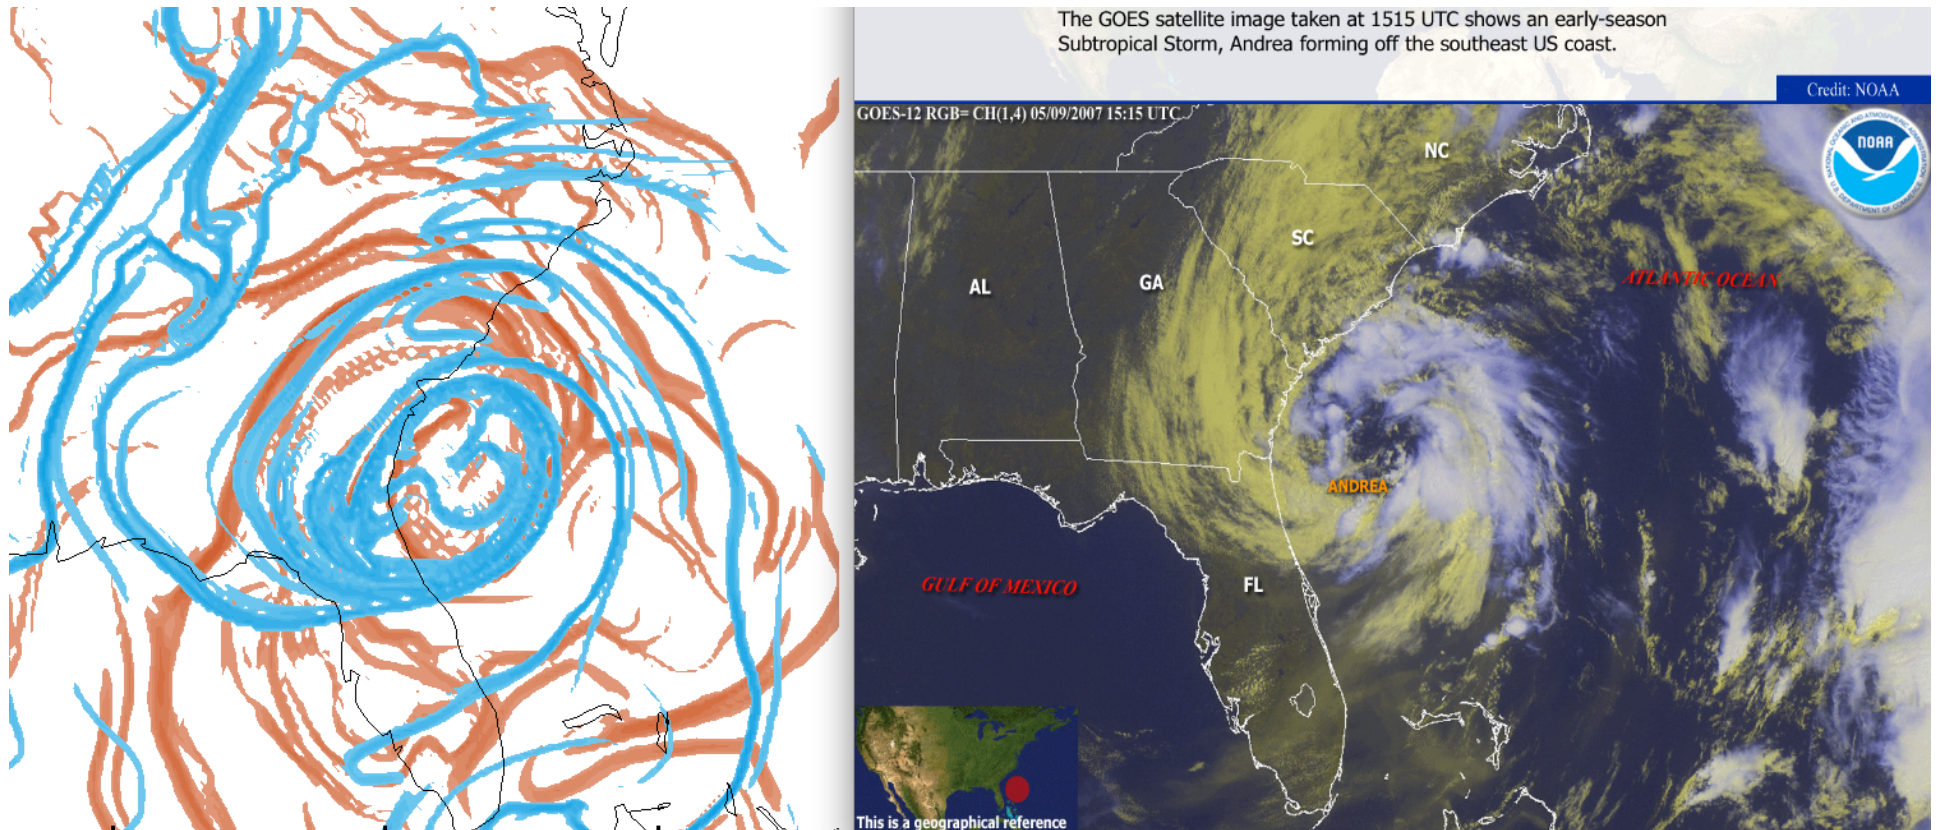 The GOES satellite image taken at 1515 UTC shows an early-season
Subtropical Storm, Andrea forming off the southeast US coast.
Credit: NOAA
GOES-12 RGB= CH(1,4) 05/09/2007 15:15 UTC
NOAA
NC
SC
ATLANTIC OCEAN
AL
GA
ANDREA
GULF OF MEXICO
FL
This is a geographical reference